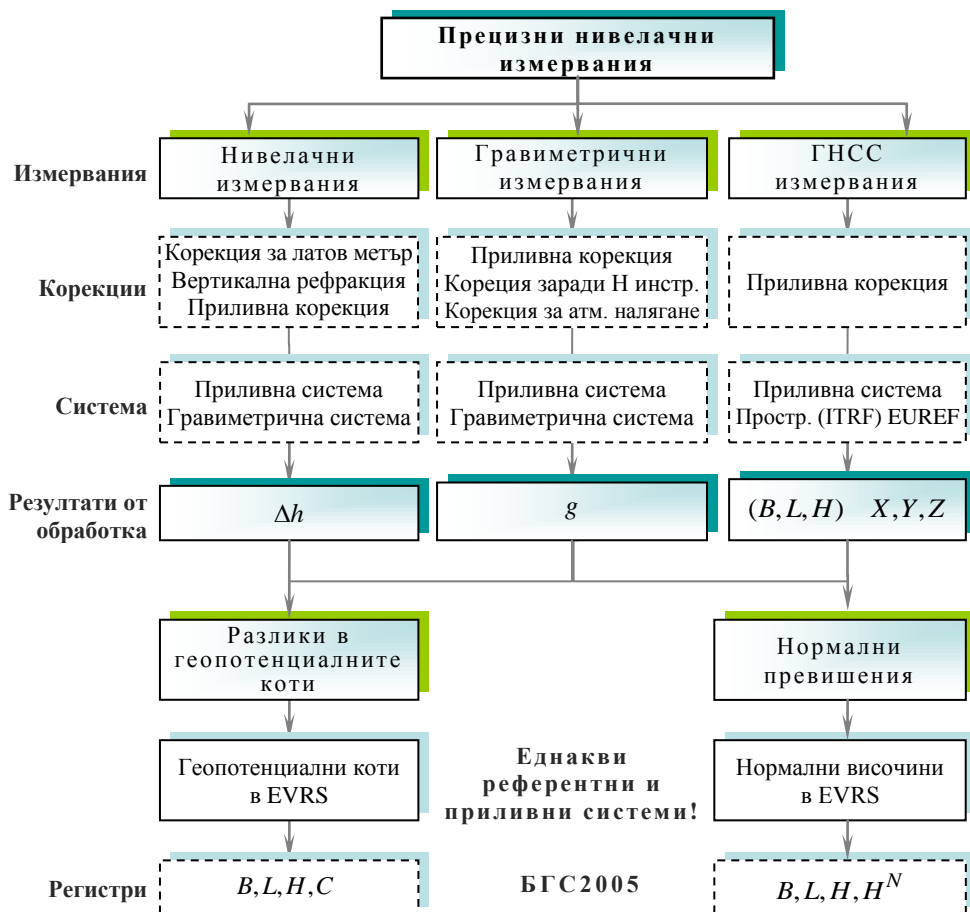 Прецизни нивелачни
измервания
Измервания
Нивелачни
измервания
Гравиметрични
измервания
ГНСС
измервания
Корекции
Корекция за латов метър
Вертикална рефракция
Приливна корекция
Приливна корекция
Кореция заради H инстр.
Корекция за атм. налягане
Приливна корекция
Система
Приливна система
Гравиметрична система
Приливна система
Гравиметрична система
Приливна система
Простр. (ITRF) EUREF
Резултати от
обработка
Δh
g
(B,L,H) X,Y,Z
Разлики в
геопотенциалните
коти
Нормални
превишения
Геопотенциални коти
в EVRS
Еднакви
референтни и
приливни системи!
Нормални височини
в EVRS
Регистри
B,L,H,C
БГС2005
B,L,H,H^N